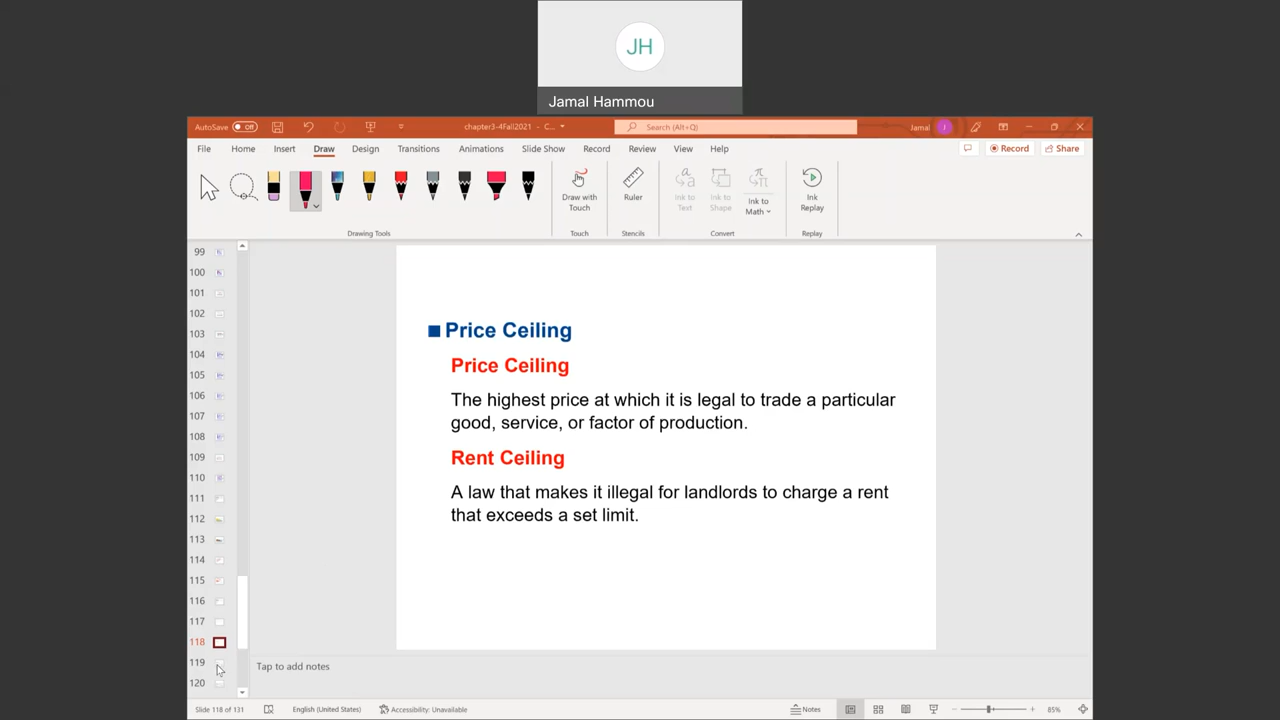 JH
Jamal Hammou
AutoSave Off
chapter3-4Fall2021 - C...
Search (Alt+Q)
Jamal J
File Home Insert Draw Design Transitions Animations Slide Show Record Review View Help
Record Share
Draw with Touch
Ruler
Ink to Text
Ink to Shape
Ink to Math
Ink Replay
Drawing Tools Touch Stencils Convert Replay
99
100
101
102
103
104
105
106
107
108
109
110
111
112
113
114
115
116
117
118
119
120
Price Ceiling
Price Ceiling
The highest price at which it is legal to trade a particular
good, service, or factor of production.
Rent Ceiling
A law that makes it illegal for landlords to charge a rent
that exceeds a set limit.
Tap to add notes
Slide 118 of 131 English (United States) Accessibility: Unavailable Notes 85%